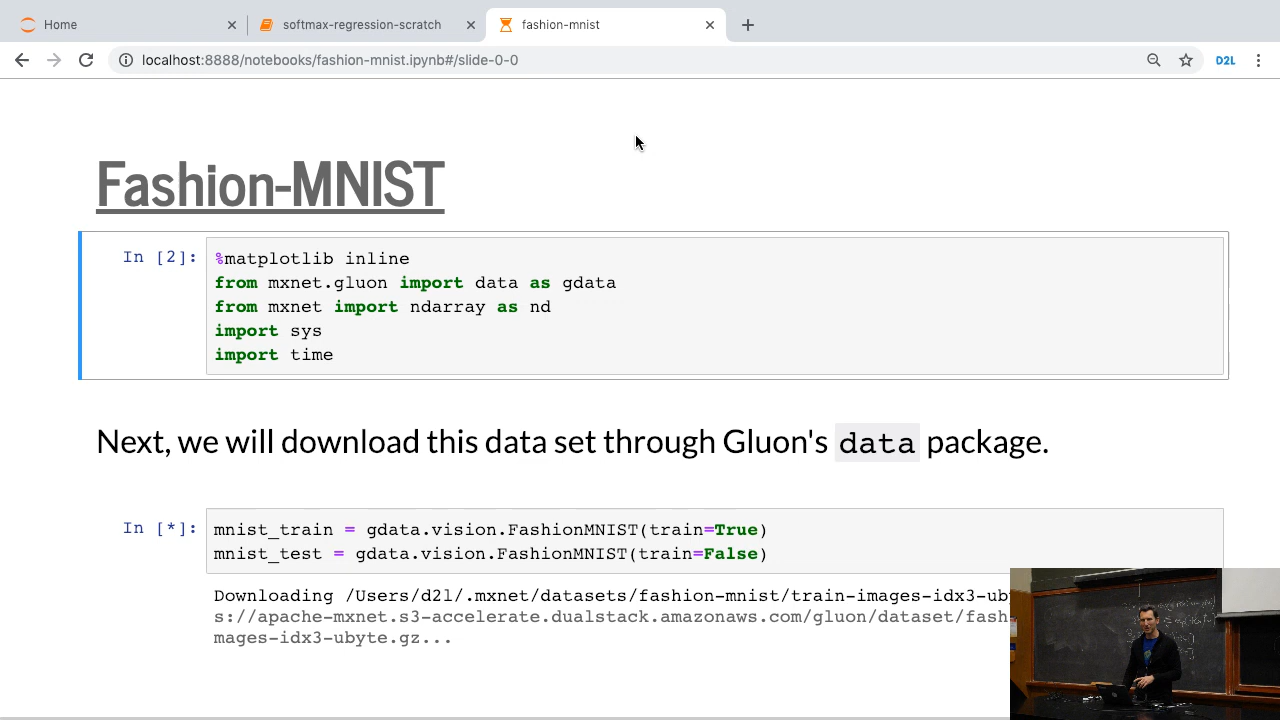 Home
softmax-regression-scratch
fashion-mnist
localhost:8888/notebooks/fashion-mnist.ipynb#/slide-0-0
D2L
Fashion-MNIST
In [2]:
%matplotlib inline
from mxnet.gluon import data as gdata
from mxnet import ndarray as nd
import sys
import time
Next, we will download this data set through Gluon's data package.
In [*]:
mnist_train = gdata.vision.FashionMNIST(train=True)
mnist_test = gdata.vision.FashionMNIST(train=False)
Downloading /Users/d2l/.mxnet/datasets/fashion-mnist/train-images-idx3-ub
s://apache-mxnet.s3-accelerate.dualstack.amazonaws.com/gluon/dataset/fash
mages-idx3-ubyte.gz...